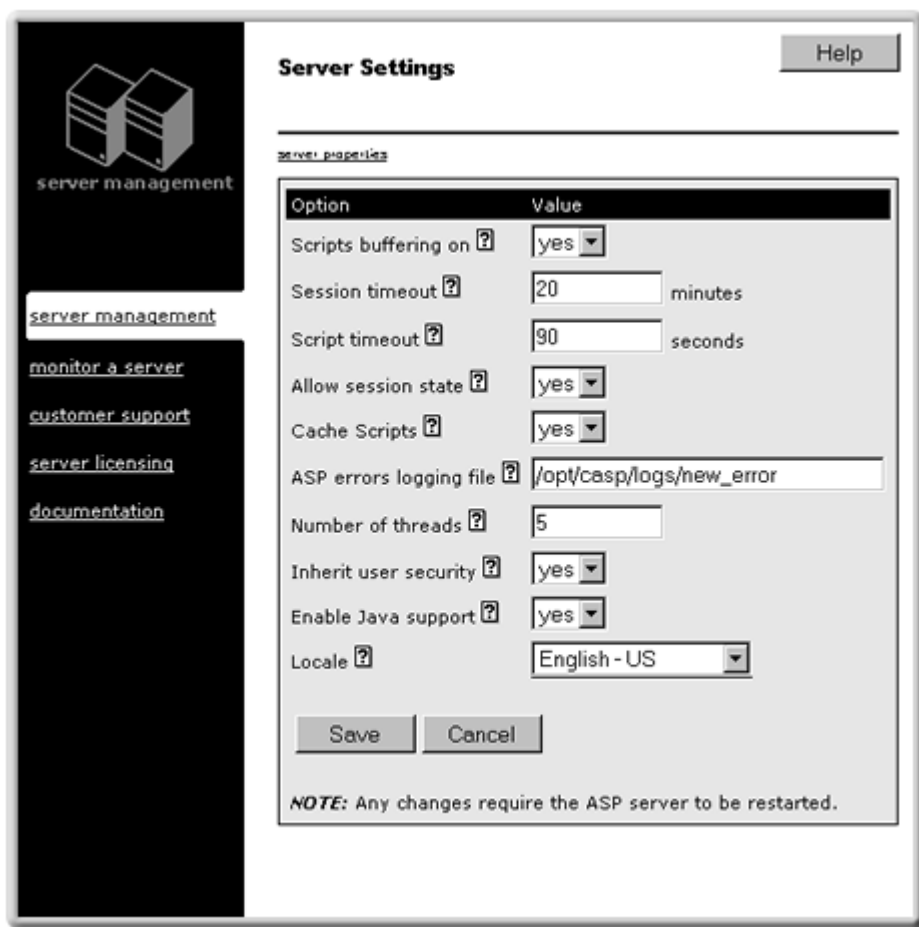 server management
server management
monitor a server
customer support
server licensing
documentation
Server Settings
Help
server properties
Option Value
Scripts buffering on ? yes
Session timeout ? 20 minutes
Script timeout ? 90 seconds
Allow session state ? yes
Cache Scripts ? yes
ASP errors logging file ? /opt/casp/logs/new_error
Number of threads ? 5
Inherit user security ? yes
Enable Java support ? yes
Locale ? English - US
Save Cancel
NOTE: Any changes require the ASP server to be restarted.